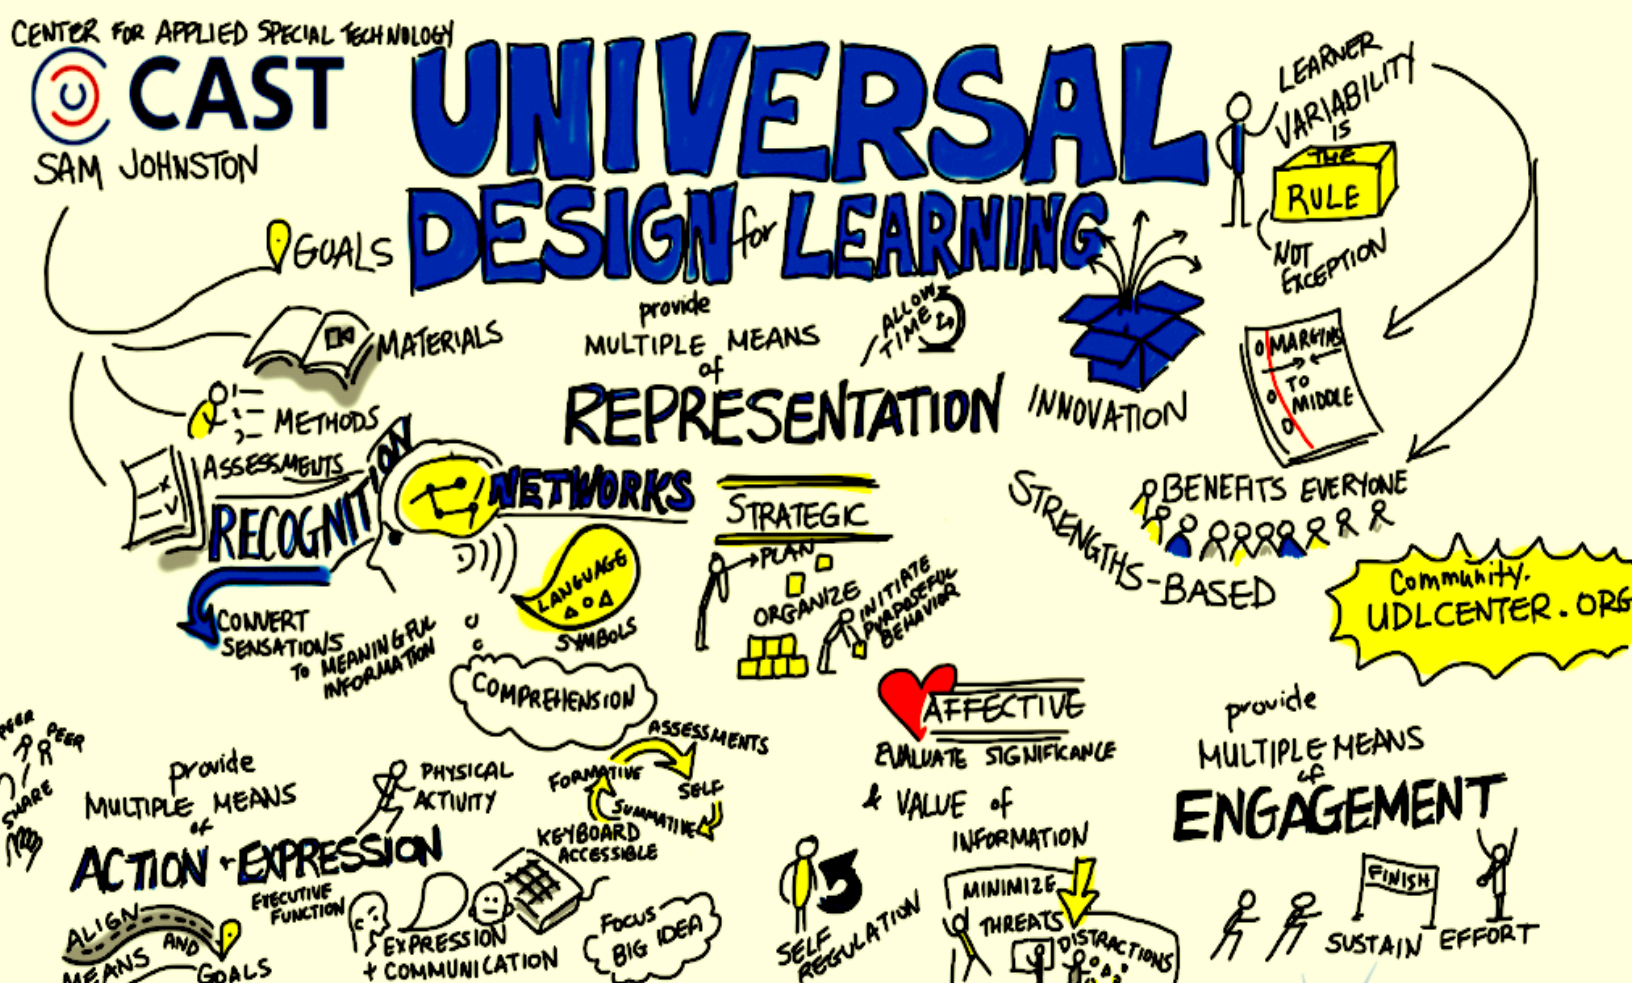 CENTER FOR APPLIED SPECIAL TECHNOLOGY
CAST
SAM JOHNSTON
UNIVERSAL
DESIGN for LEARNING
LEARNER
VARIABILITY
IS
THE
RULE
NOT
EXCEPTION
GOALS
MATERIALS
METHODS
ASSESSMENTS
provide
MULTIPLE MEANS
of
REPRESENTATION
ALLOW
TIME
INNOVATION
MARGINS
TO
MIDDLE
BENEFITS EVERYONE
STRENGTHS-BASED
Community.
UDLCENTER.ORG
RECOGNITION NETWORKS
CONVERT
SENSATIONS
TO MEANINGFUL
INFORMATION
LANGUAGE
SYMBOLS
COMPREHENSION
STRATEGIC
PLAN
ORGANIZE
INITIATE
PURPOSEFUL
BEHAVIOR
AFFECTIVE
EVALUATE SIGNIFICANCE
& VALUE of
INFORMATION
PEER
SHARE
provide
MULTIPLE MEANS
of
ACTION + EXPRESSION
PHYSICAL
ACTIVITY
ASSESSMENTS
FORMATIVE
SELF
SUMMATIVE
KEYBOARD
ACCESSIBLE
EXECUTIVE
FUNCTION
EXPRESSION
+ COMMUNICATION
ALIGN
MEANS AND
GOALS
FOCUS
BIG IDEA
SELF
REGULATION
MINIMIZE
THREATS
DISTRACTIONS
provide
MULTIPLE MEANS
of
ENGAGEMENT
FINISH
SUSTAIN EFFORT